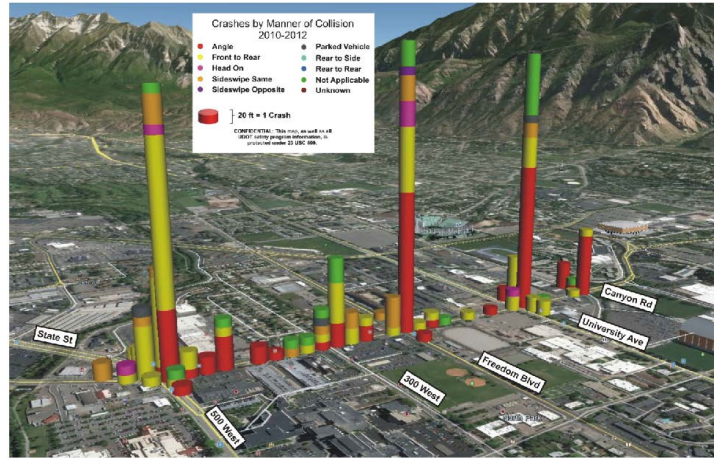 Crashes by Manner of Collision
2010-2012
Angle
Front to Rear
Head On
Sideswipe Same
Sideswipe Opposite
Parked Vehicle
Rear to Side
Rear to Rear
Not Applicable
Unknown
20 ft = 1 Crash
CONFIDENTIAL: This map, as well as all
UDOT safety program information, is
protected under 23 USC 409.
State St
Canyon Rd
University Ave
Freedom Blvd
300 West
500 West